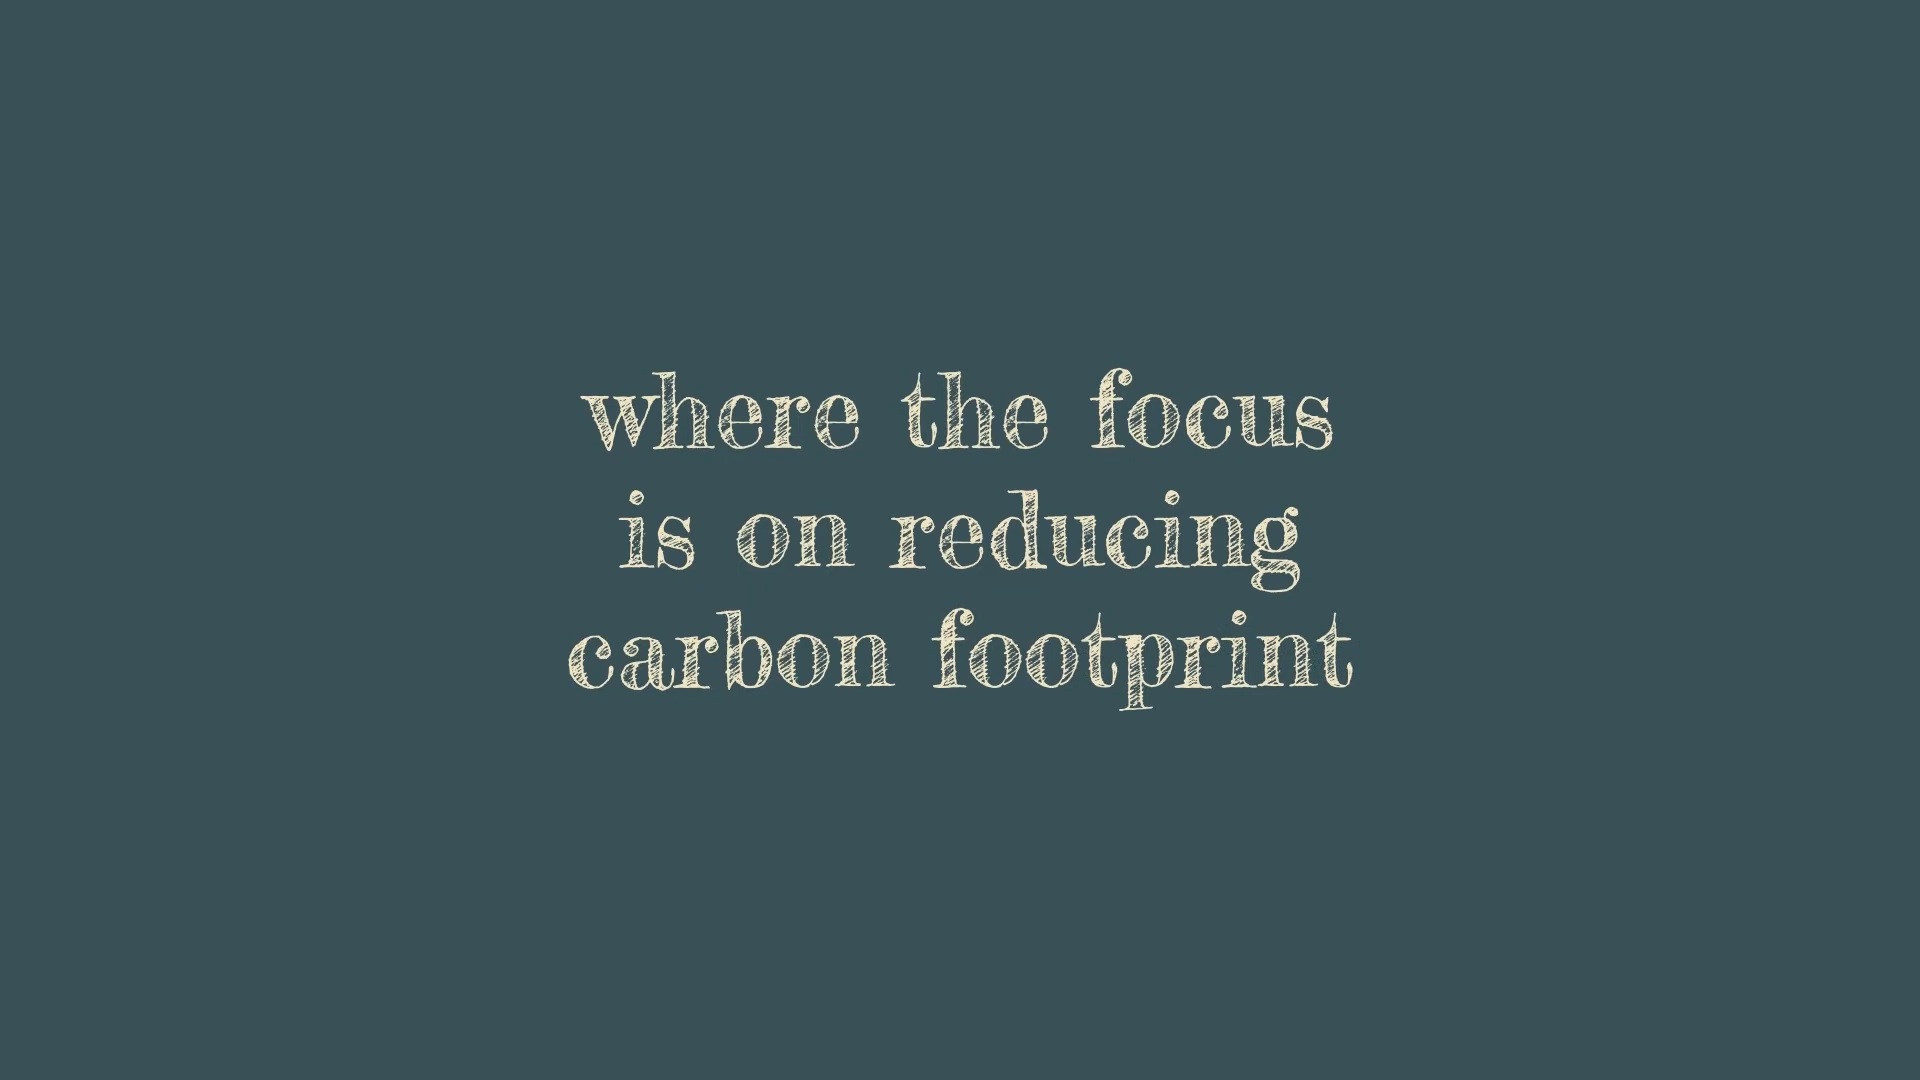 where the focus
is on reducing
carbon footprint